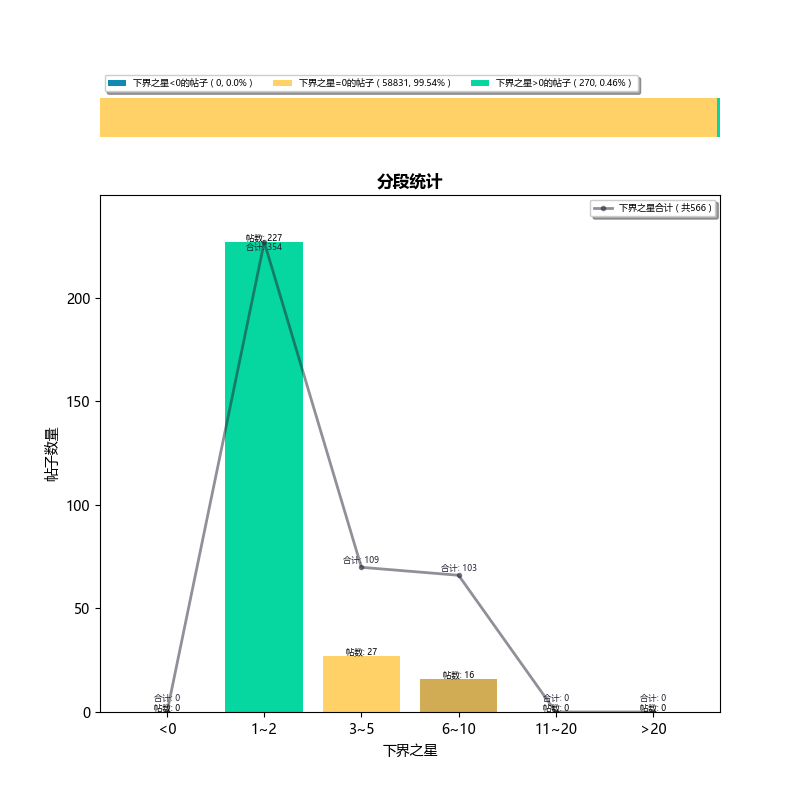 下界之星<0的帖子 ( 0, 0.0% ) 下界之星=0的帖子 ( 58831, 99.54% ) 下界之星>0的帖子 ( 270, 0.46% )
分段统计
下界之星合计 ( 共566 )
帖数: 227
合计: 354
200
150
100
50
0
帖子数量
合计: 109
合计: 103
帖数: 27
帖数: 16
合计: 0
帖数: 0
合计: 0
帖数: 0
合计: 0
帖数: 0
<0 1~2 3~5 6~10 11~20 >20
下界之星